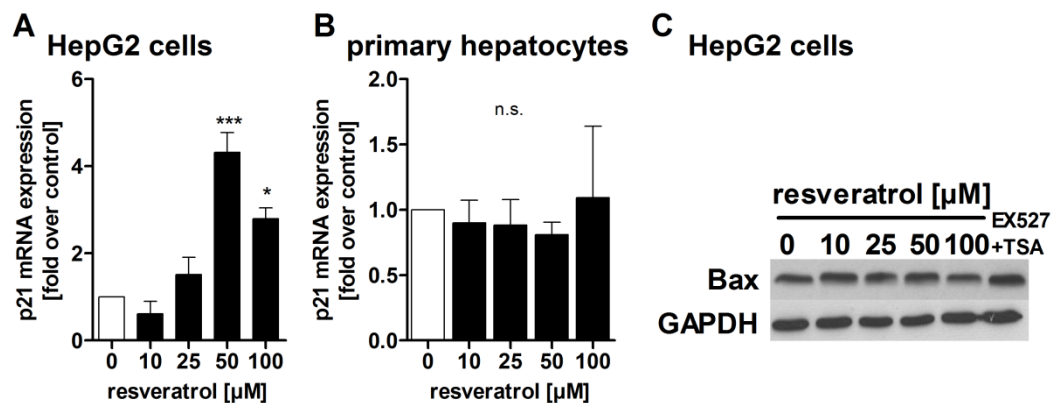 A HepG2 cells
p21 mRNA expression
[fold over control]
6
4
2
0
***
*
0 10 25 50 100
resveratrol [µM]
B primary hepatocytes
p21 mRNA expression
[fold over control]
2.0
1.5
1.0
0.5
0.0
n.s.
0 10 25 50 100
resveratrol [µM]
C HepG2 cells
resveratrol [µM]
0 10 25 50 100
EX527
+TSA
Bax
GAPDH